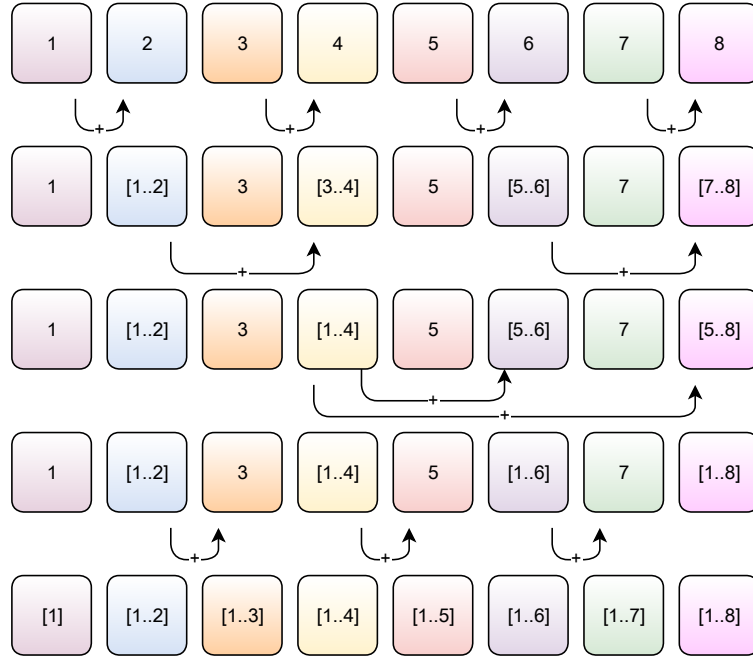 1 2 3 4 5 6 7 8
+ + + +
1 [1..2] 3 [3..4] 5 [5..6] 7 [7..8]
+ +
1 [1..2] 3 [1..4] 5 [5..6] 7 [5..8]
+
+
1 [1..2] 3 [1..4] 5 [1..6] 7 [1..8]
+ + +
[1] [1..2] [1..3] [1..4] [1..5] [1..6] [1..7] [1..8]